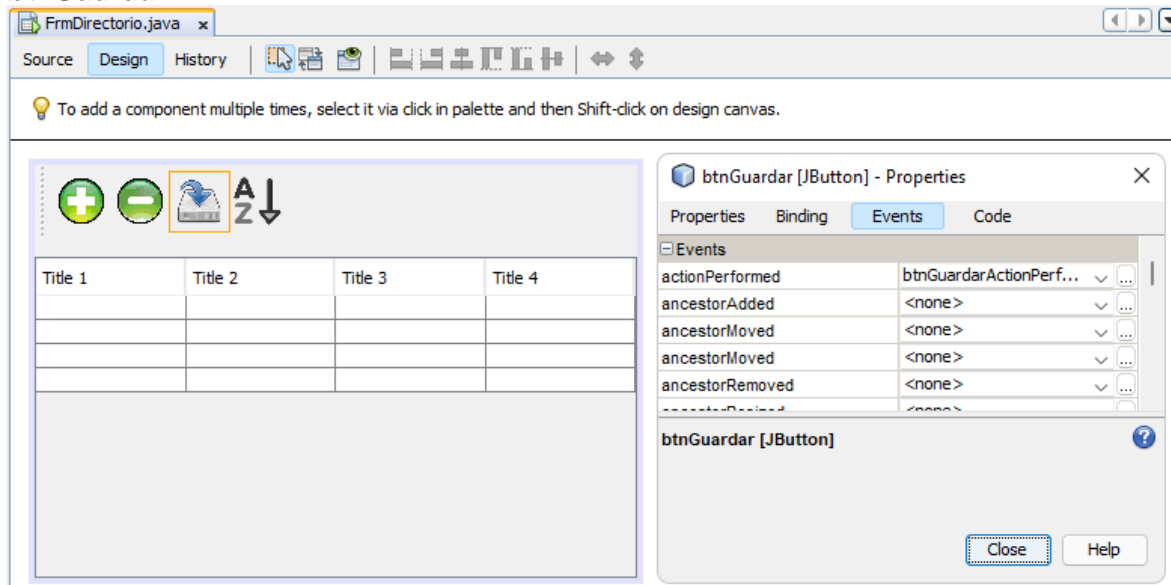 FrmDirectorio.java x
Source Design History
To add a component multiple times, select it via click in palette and then Shift-click on design canvas.
A
Z
Title 1 Title 2 Title 3 Title 4
btnGuardar [JButton] - Properties
Properties Binding Events Code
Events
actionPerformed btnGuardarActionPerf... ...
ancestorAdded <none> ...
ancestorMoved <none> ...
ancestorMoved <none> ...
ancestorRemoved <none> ...
btnGuardar [JButton]
?
Close Help